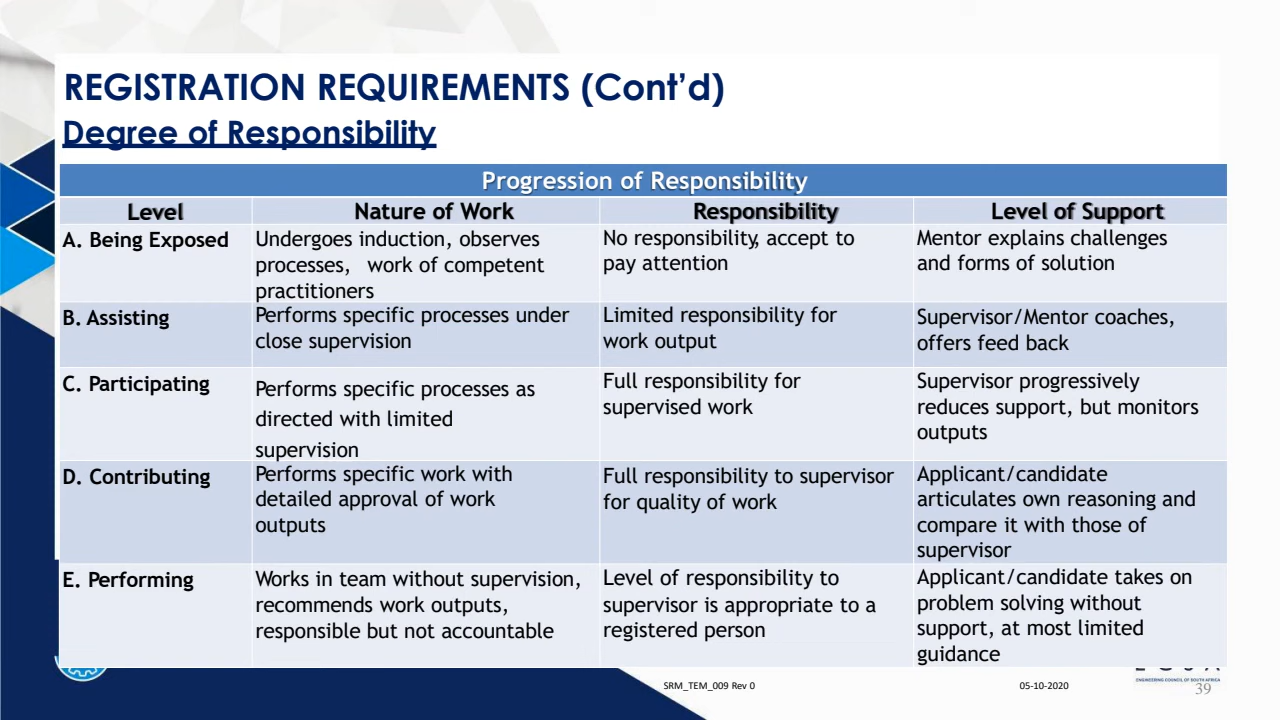 REGISTRATION REQUIREMENTS (Cont’d)
Degree of Responsibility
Progression of Responsibility
Level
Nature of Work
Responsibility
Level of Support
A. Being Exposed
Undergoes induction, observes
processes, work of competent
practitioners
No responsibility, accept to
pay attention
Mentor explains challenges
and forms of solution
B. Assisting
Performs specific processes under
close supervision
Limited responsibility for
work output
Supervisor/Mentor coaches,
offers feed back
C. Participating
Performs specific processes as
directed with limited
supervision
Full responsibility for
supervised work
Supervisor progressively
reduces support, but monitors
outputs
D. Contributing
Performs specific work with
detailed approval of work
outputs
Full responsibility to supervisor
for quality of work
Applicant/candidate
articulates own reasoning and
compare it with those of
supervisor
E. Performing
Works in team without supervision,
recommends work outputs,
responsible but not accountable
Level of responsibility to
supervisor is appropriate to a
registered person
Applicant/candidate takes on
problem solving without
support, at most limited
guidance
ENGINEERING COUNCIL OF SOUTH AFRICA
SRM_TEM_009 Rev 0
05-10-2020
39